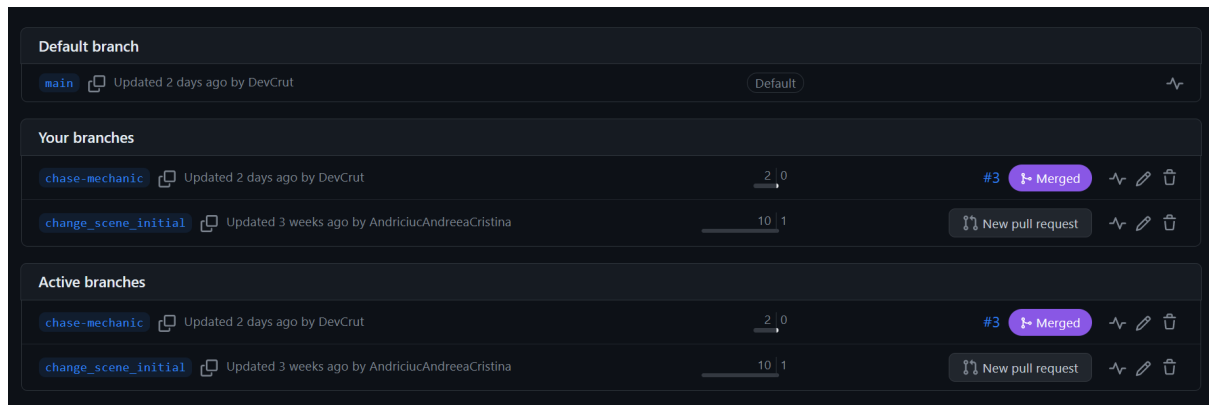 Default branch
main Updated 2 days ago by DevCrut Default
Your branches
chase-mechanic Updated 2 days ago by DevCrut 2 0 #3 Merged
change_scene_initial Updated 3 weeks ago by AndriciucAndreeaCristina 10 1 New pull request
Active branches
chase-mechanic Updated 2 days ago by DevCrut 2 0 #3 Merged
change_scene_initial Updated 3 weeks ago by AndriciucAndreeaCristina 10 1 New pull request